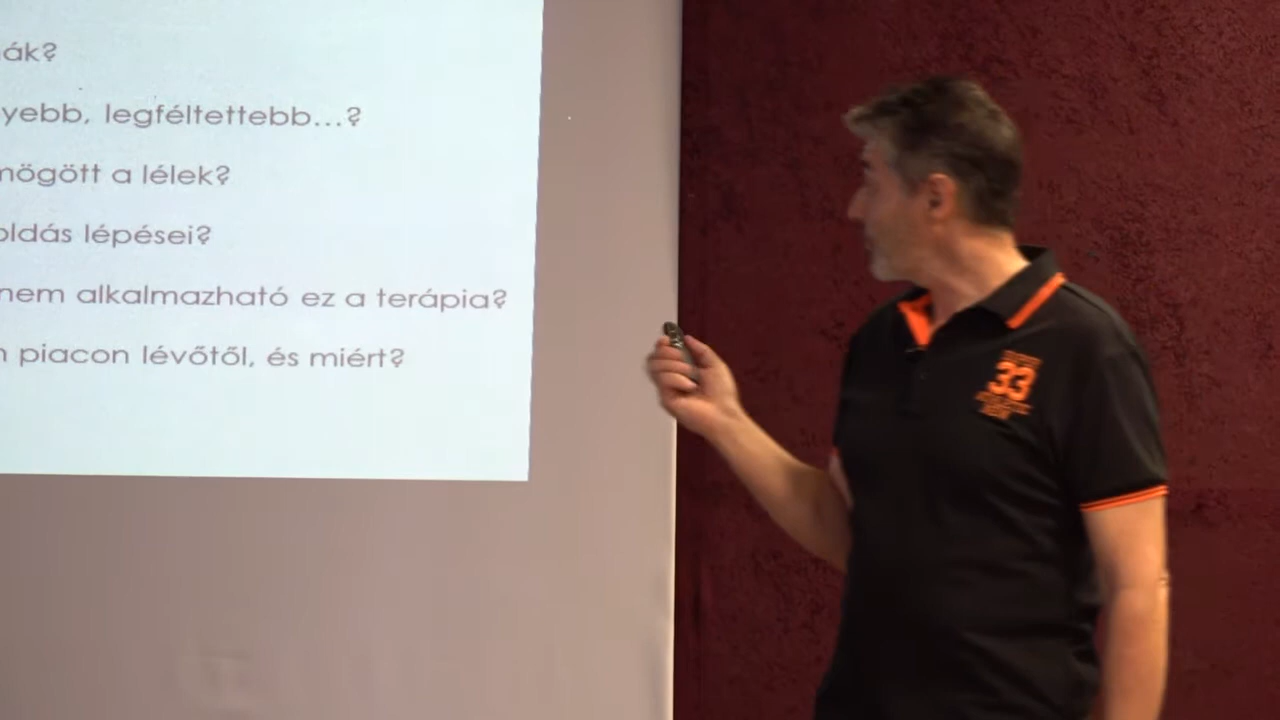 ák?
yebb, legféltettebb...?
mögött a lélek?
oldás lépései?
nem alkalmazható ez a terápia?
piacon lévőtől, és miért?
33